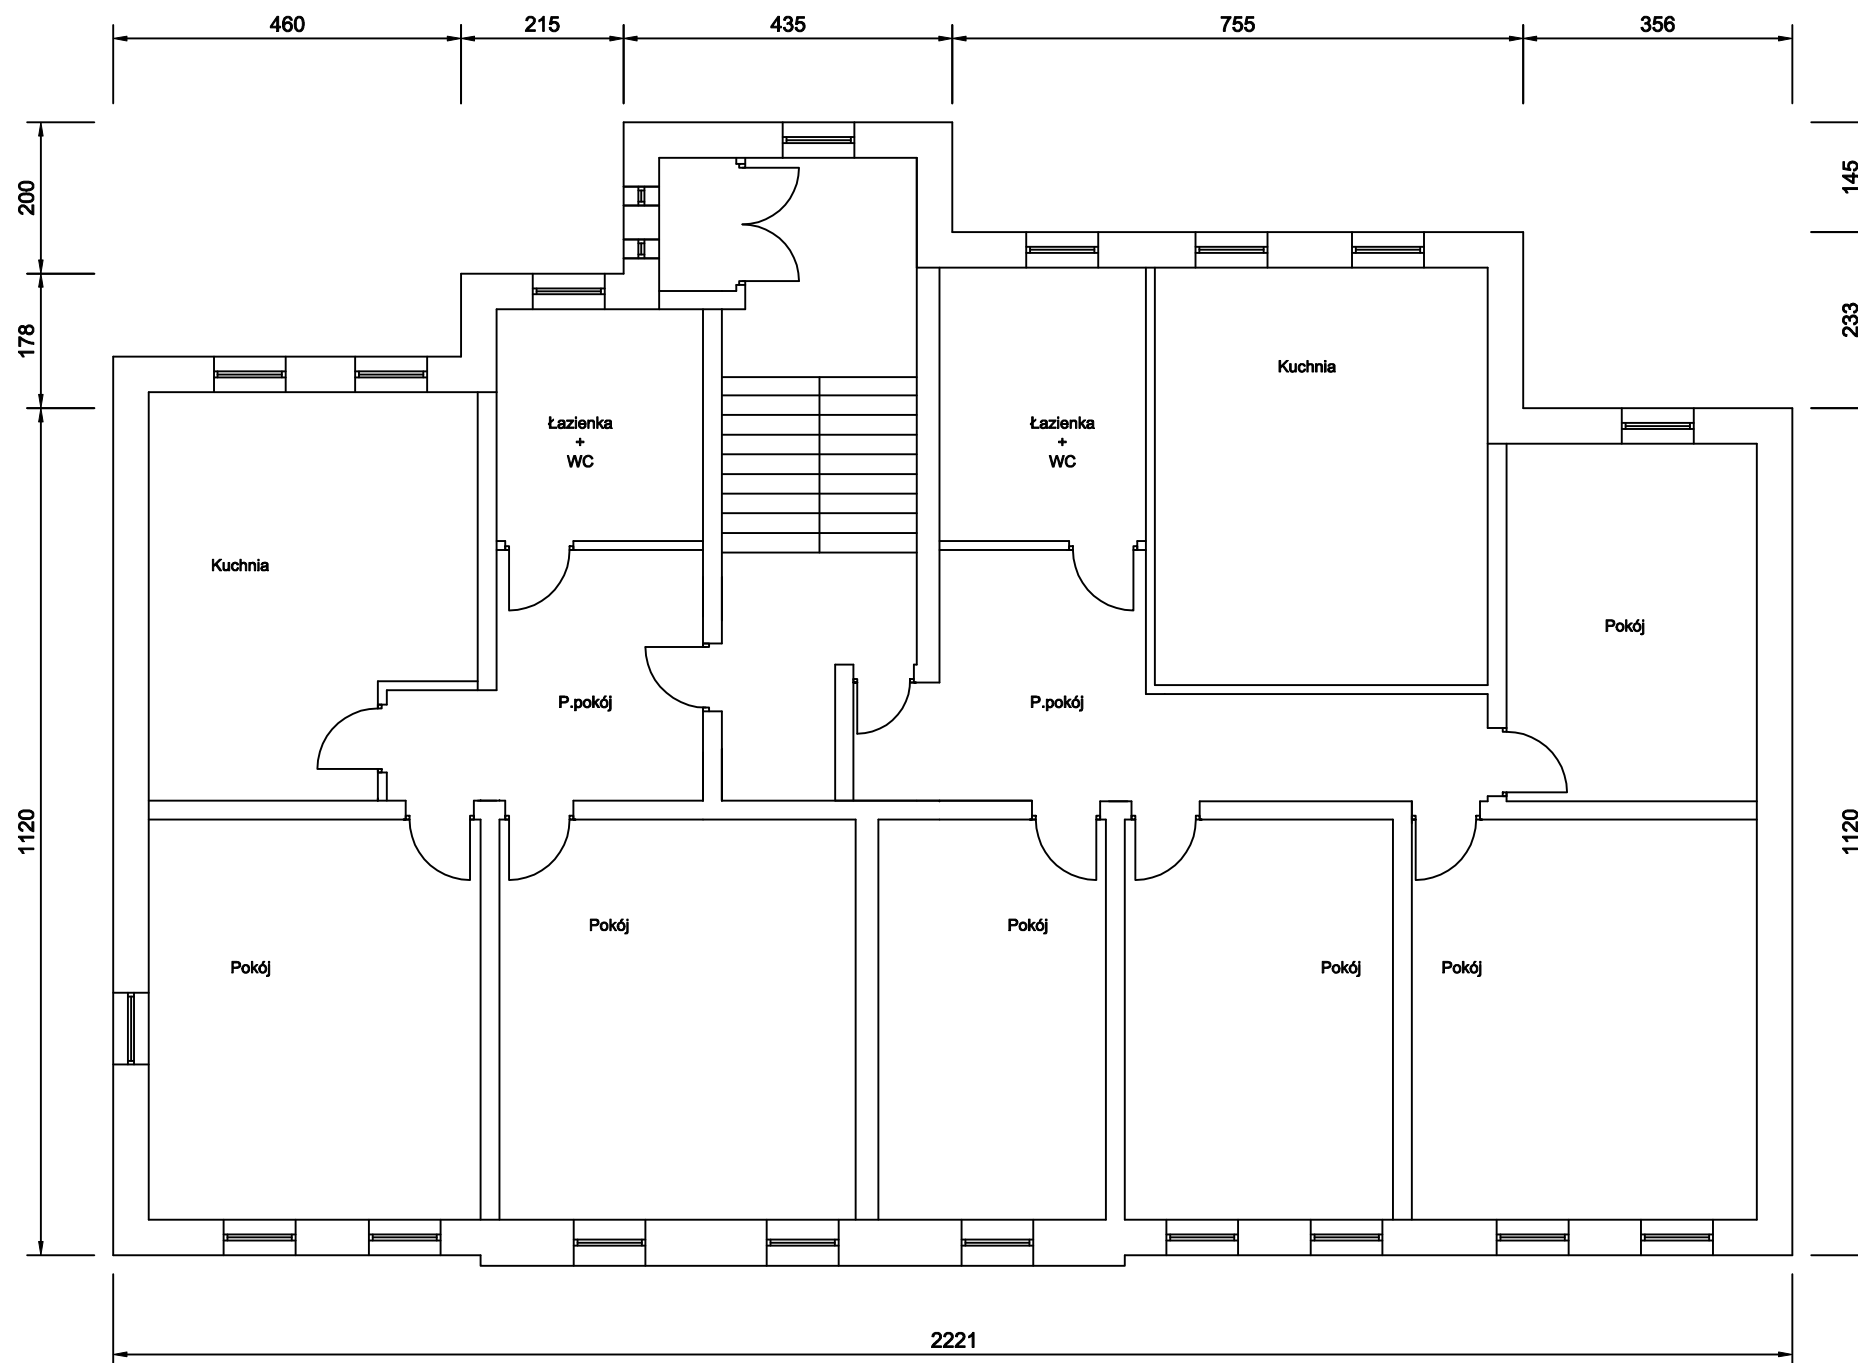 460
215
435
755
356
200
145
178
233
Kuchnia
Łazienka
+
WC
Łazienka
+
WC
Kuchnia
Pokój
P.pokój
P.pokój
1120
1120
Pokój
Pokój
Pokój
Pokój
Pokój
2221